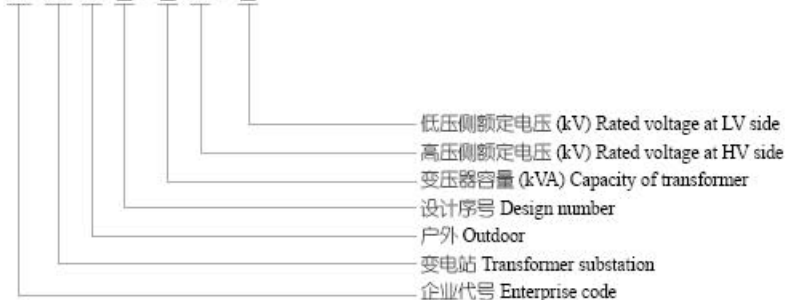 低压侧额定电压 (kV) Rated voltage at LV side
高压侧额定电压 (kV) Rated voltage at HV side
变压器容量 (kVA) Capacity of transformer
设计序号 Design number
户外 Outdoor
变电站 Transformer substation
企业代号 Enterprise code